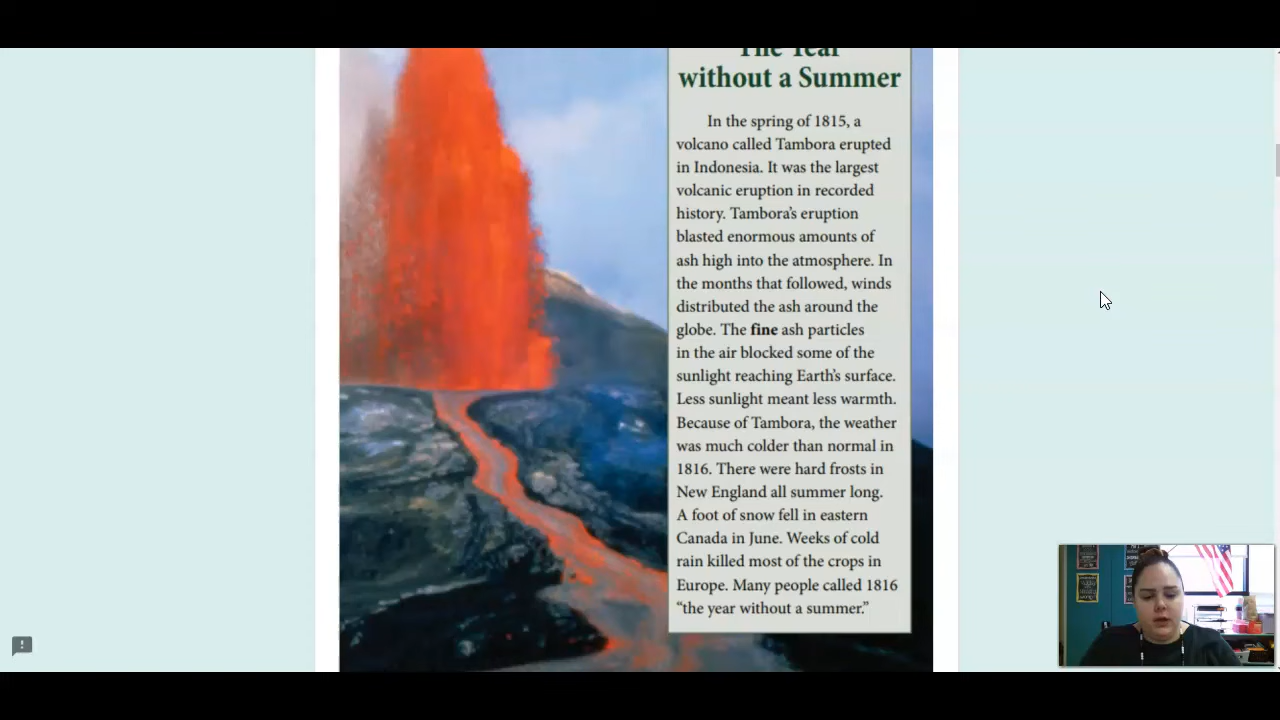 The Year
without a Summer
In the spring of 1815, a
volcano called Tambora erupted
in Indonesia. It was the largest
volcanic eruption in recorded
history. Tambora’s eruption
blasted enormous amounts of
ash high into the atmosphere. In
the months that followed, winds
distributed the ash around the
globe. The fine ash particles
in the air blocked some of the
sunlight reaching Earth’s surface.
Less sunlight meant less warmth.
Because of Tambora, the weather
was much colder than normal in
1816. There were hard frosts in
New England all summer long.
A foot of snow fell in eastern
Canada in June. Weeks of cold
rain killed most of the crops in
Europe. Many people called 1816
“the year without a summer.”